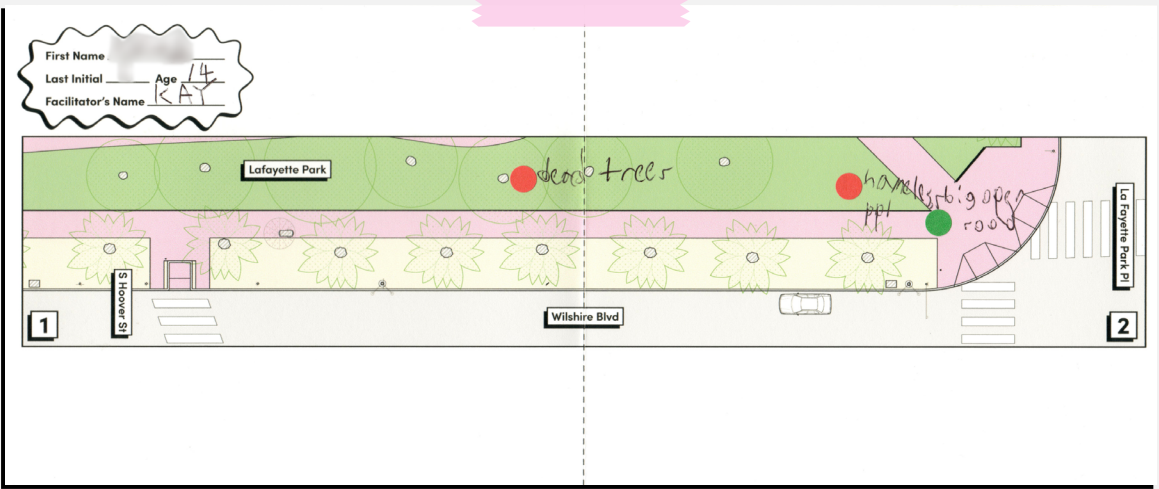 First Name
Last Initial Age 14
Facilitator's Name KAY
Lafayette Park
dead trees
homeless big open
ppl road
S Hoover St
Wilshire Blvd
La Fayette Park Pl
1
2